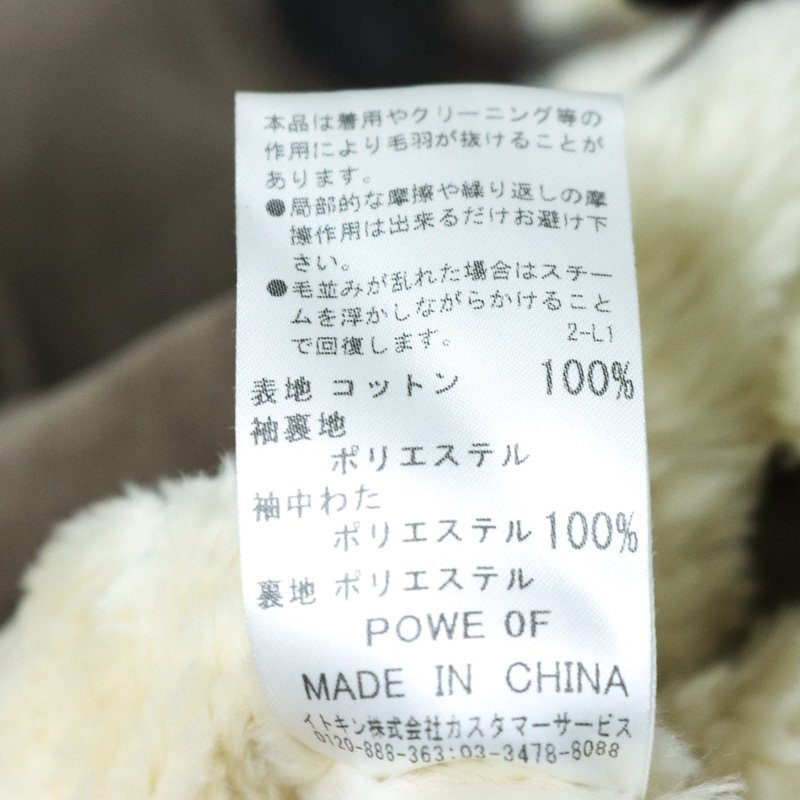 本品は着用やクリーニング等の
作用により毛羽が抜けることが
あります。
●局部的な摩擦や繰り返しの摩
擦作用は出来るだけお避け下
さい。
●毛並みが乱れた場合はスチー
ムを浮かしながらかけること
で回復します。 2-L1
表地 コットン 100%
袖裏地
ポリエステル
袖中わた
ポリエステル 100%
裏地 ポリエステル
POWE OF
MADE IN CHINA
イトキン株式会社カスタマーサービス
0120-888-363:03-3478-8088